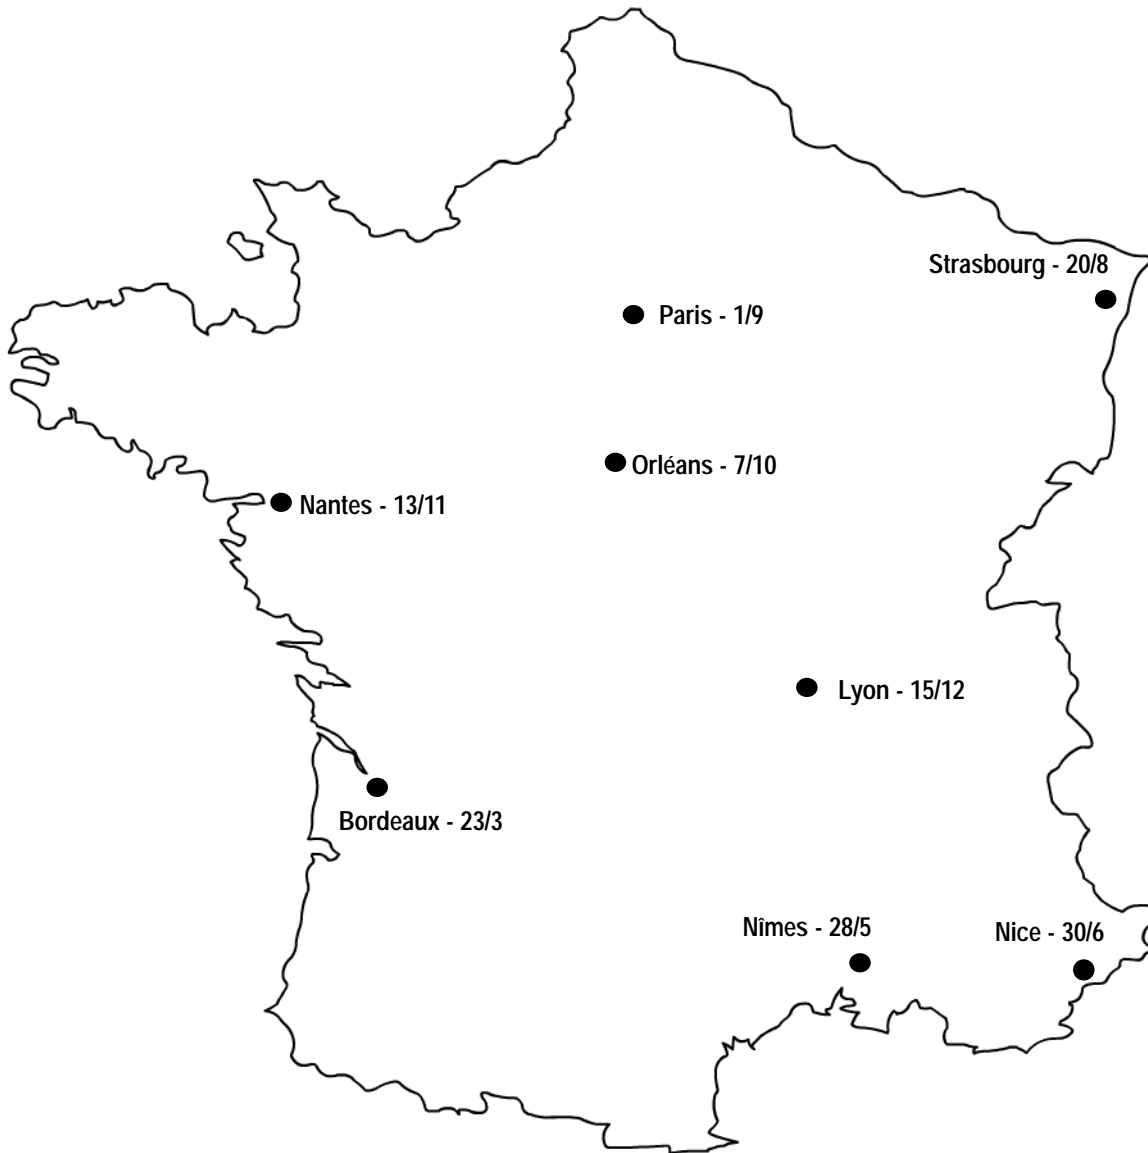 Strasbourg - 20/8
Paris - 1/9
Orléans - 7/10
Nantes - 13/11
Lyon - 15/12
Bordeaux - 23/3
Nîmes - 28/5
Nice - 30/6